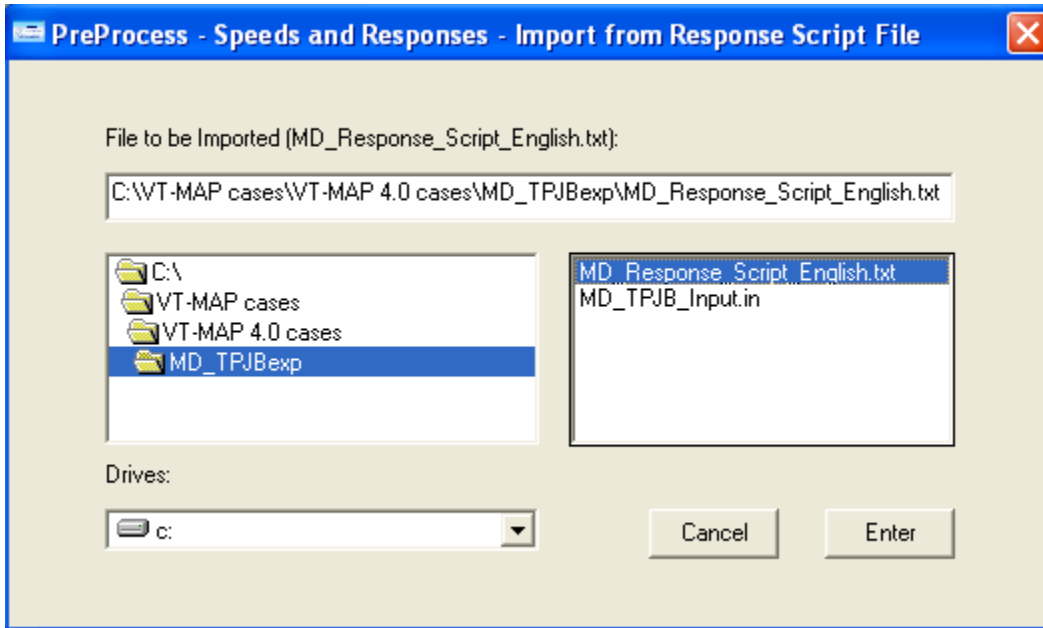 PreProcess - Speeds and Responses - Import from Response Script File
File to be Imported (MD_Response_Script_English.txt):
C:\VT-MAP cases\VT-MAP 4.0 cases\MD_TPJBexp\MD_Response_Script_English.txt
C:\
VT-MAP cases
VT-MAP 4.0 cases
MD_TPJBexp
MD_Response_Script_English.txt
MD_TPJB_Input.in
Drives:
c:
Cancel
Enter